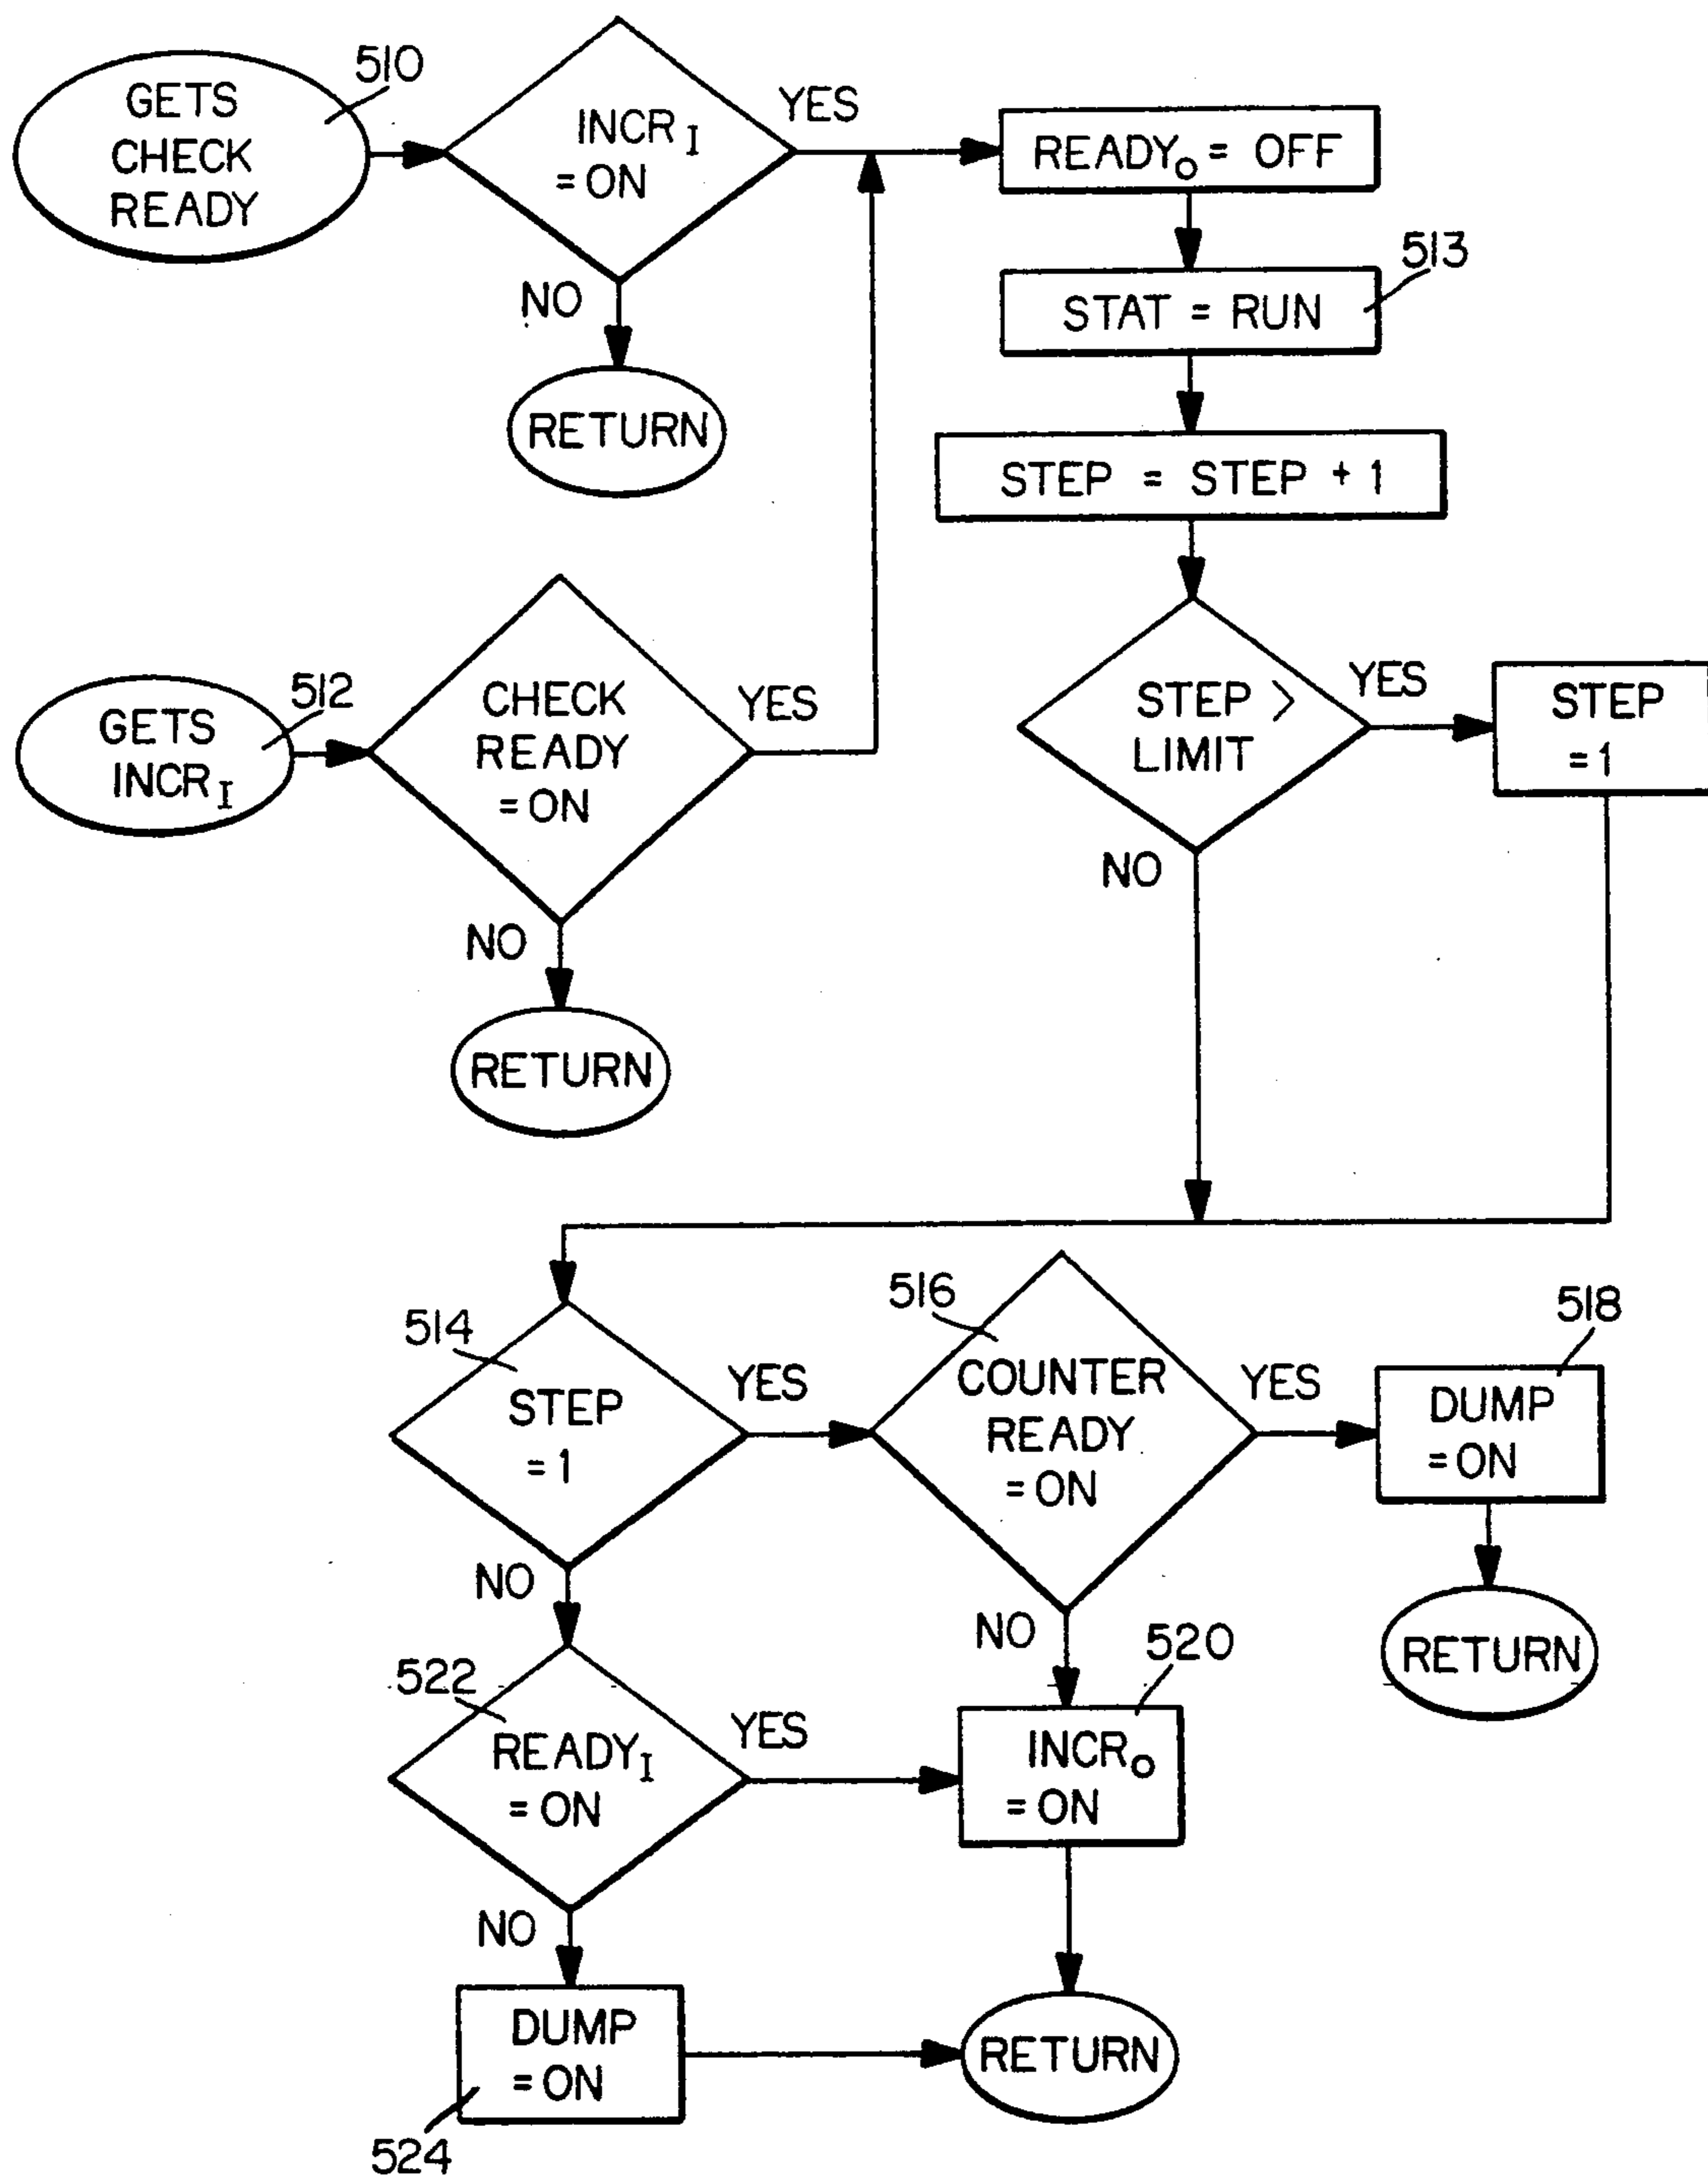 510
GETS
CHECK
READY
INCR I
= ON
YES
NO
RETURN
READY O = OFF
513
STAT = RUN
STEP = STEP + 1
512
GETS
INCR I
CHECK
READY
= ON
YES
NO
RETURN
STEP >
LIMIT
YES
NO
STEP
= 1
514
STEP
= 1
YES
NO
516
COUNTER
READY
= ON
YES
NO
518
DUMP
= ON
RETURN
522
READY I
= ON
YES
NO
520
INCR O
= ON
RETURN
DUMP
= ON
524